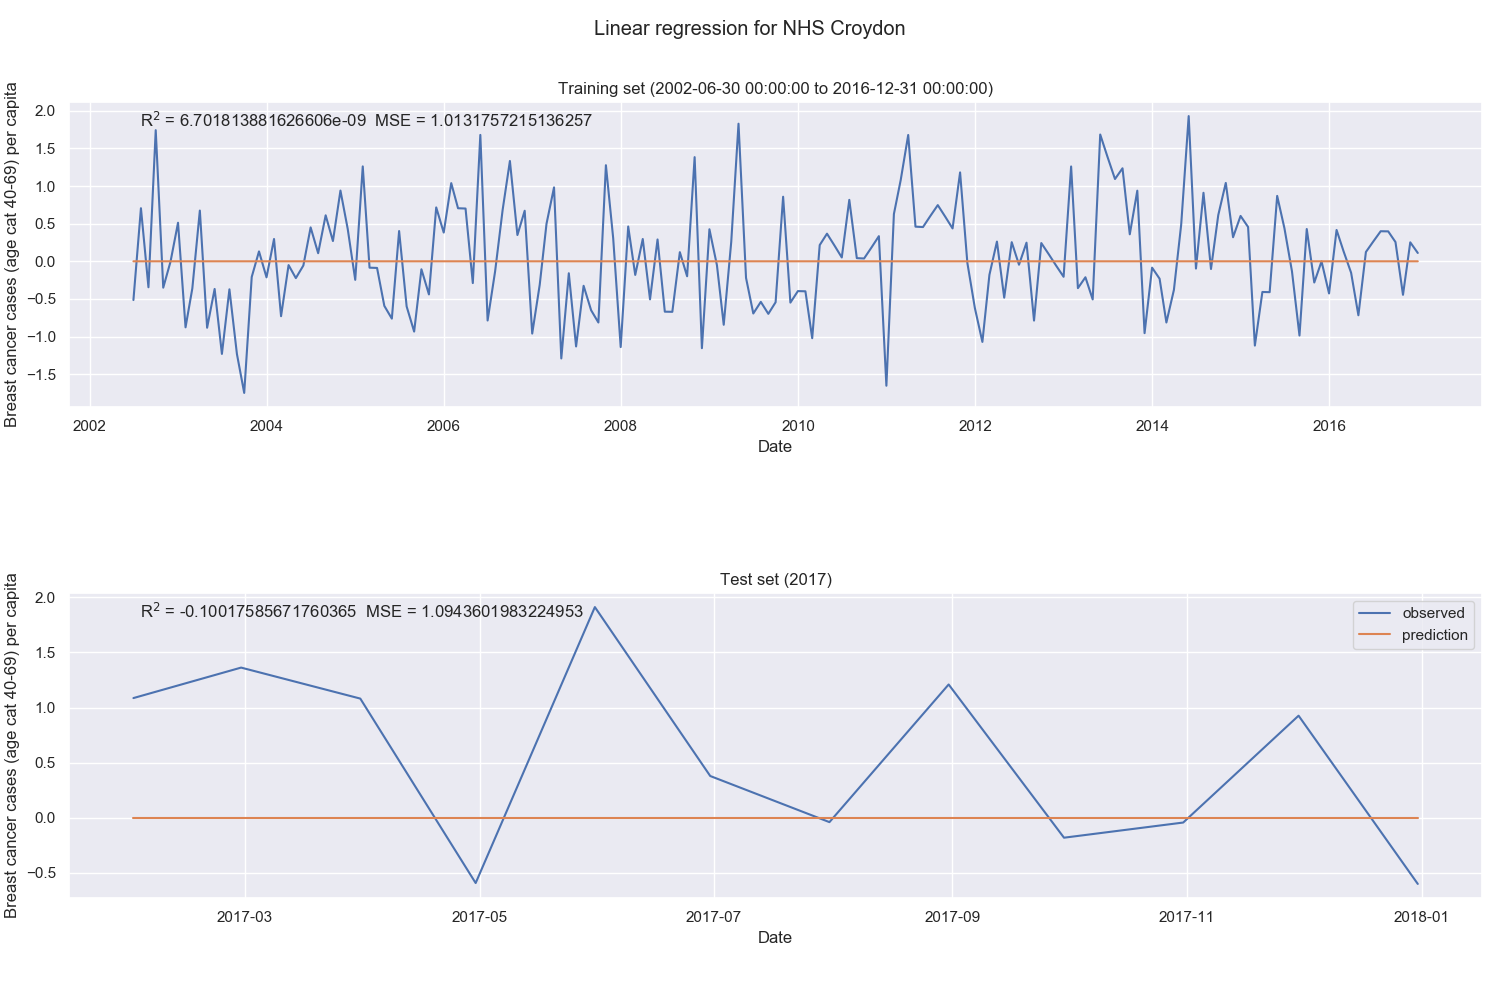 Linear regression for NHS Croydon
Training set (2002-06-30 00:00:00 to 2016-12-31 00:00:00)
Breast cancer cases (age cat 40-69) per capita
R² = 6.701813881626606e-09  MSE = 1.0131757215136257
2.0
1.5
1.0
0.5
0.0
−0.5
−1.0
−1.5
2002 2004 2006 2008 2010 2012 2014 2016
Date
Test set (2017)
Breast cancer cases (age cat 40-69) per capita
R² = -0.10017585671760365  MSE = 1.0943601983224953
observed
prediction
2.0
1.5
1.0
0.5
0.0
−0.5
2017-03 2017-05 2017-07 2017-09 2017-11 2018-01
Date